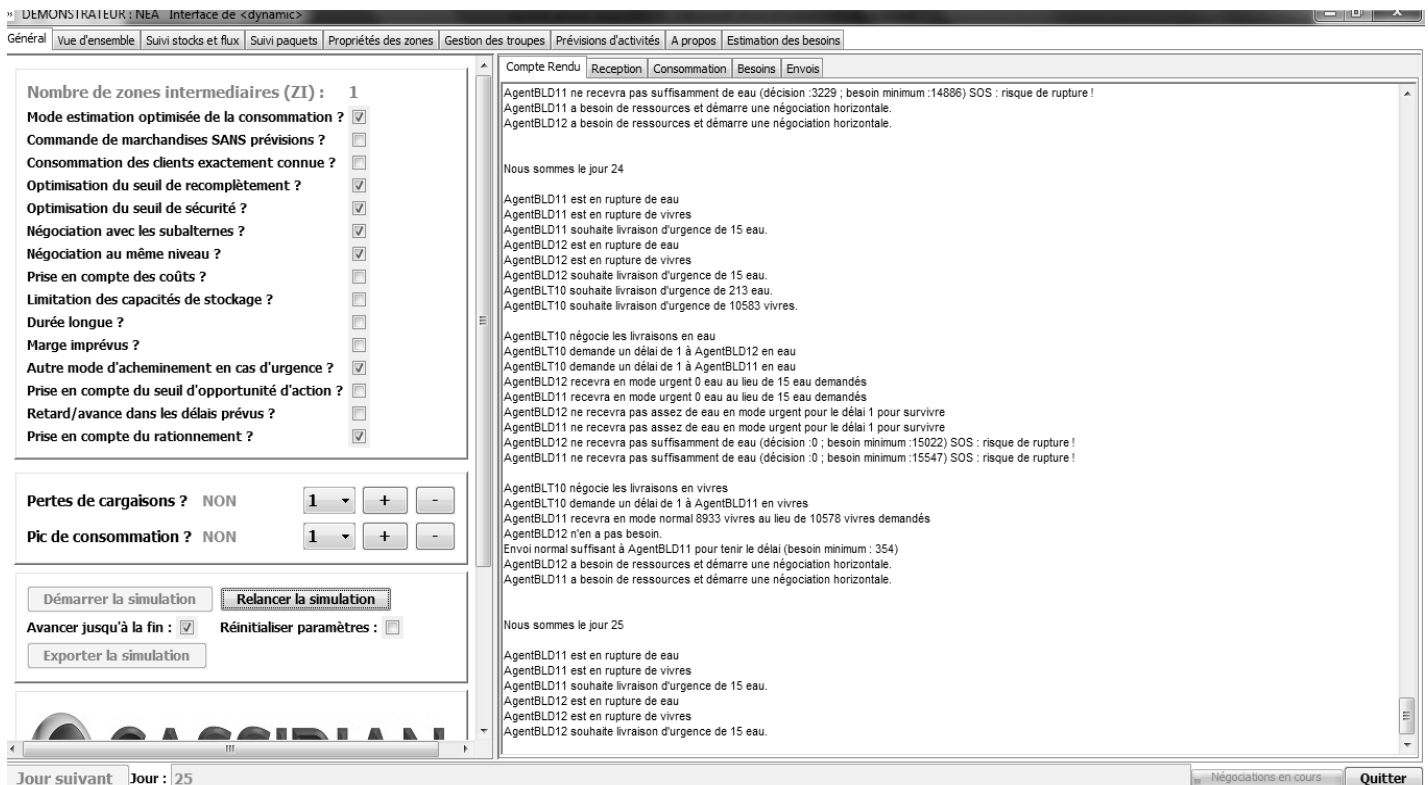 DEMONSTRATEUR : NEA Interface de <dynamic>
Général Vue d'ensemble Suivi stocks et flux Suivi paquets Propriétés des zones Gestion des troupes Prévisions d'activités A propos Estimation des besoins
Nombre de zones intermediaires (ZI) : 1
Mode estimation optimisée de la consommation ?
Commande de marchandises SANS prévisions ?
Consommation des clients exactement connue ?
Optimisation du seuil de recomplètement ?
Optimisation du seuil de sécurité ?
Négociation avec les subalternes ?
Négociation au même niveau ?
Prise en compte des coûts ?
Limitation des capacités de stockage ?
Durée longue ?
Marge imprévus ?
Autre mode d'acheminement en cas d'urgence ?
Prise en compte du seuil d'opportunité d'action ?
Retard/avance dans les délais prévus ?
Prise en compte du rationnement ?
Pertes de cargaisons ? NON 1 + -
Pic de consommation ? NON 1 + -
Démarrer la simulation Relancer la simulation
Avancer jusqu'à la fin : Réinitialiser paramètres :
Exporter la simulation
CASSIDIAN
Compte Rendu Reception Consommation Besoins Envois
AgentBLD11 ne recevra pas suffisamment de eau (décision :3229 ; besoin minimum :14886) SOS : risque de rupture !
AgentBLD11 a besoin de ressources et démarre une négociation horizontale.
AgentBLD12 a besoin de ressources et démarre une négociation horizontale.
Nous sommes le jour 24
AgentBLD11 est en rupture de eau
AgentBLD11 est en rupture de vivres
AgentBLD11 souhaite livraison d'urgence de 15 eau.
AgentBLD12 est en rupture de eau
AgentBLD12 est en rupture de vivres
AgentBLD12 souhaite livraison d'urgence de 15 eau.
AgentBLT10 souhaite livraison d'urgence de 213 eau.
AgentBLT10 souhaite livraison d'urgence de 10583 vivres.
AgentBLT10 négocie les livraisons en eau
AgentBLT10 demande un délai de 1 à AgentBLD12 en eau
AgentBLT10 demande un délai de 1 à AgentBLD11 en eau
AgentBLD12 recevra en mode urgent 0 eau au lieu de 15 eau demandés
AgentBLD11 recevra en mode urgent 0 eau au lieu de 15 eau demandés
AgentBLD12 ne recevra pas assez de eau en mode urgent pour le délai 1 pour survivre
AgentBLD11 ne recevra pas assez de eau en mode urgent pour le délai 1 pour survivre
AgentBLD12 ne recevra pas suffisamment de eau (décision :0 ; besoin minimum :15022) SOS : risque de rupture !
AgentBLD11 ne recevra pas suffisamment de eau (décision :0 ; besoin minimum :15547) SOS : risque de rupture !
AgentBLT10 négocie les livraisons en vivres
AgentBLT10 demande un délai de 1 à AgentBLD11 en vivres
AgentBLD11 recevra en mode normal 8933 vivres au lieu de 10578 vivres demandés
AgentBLD12 n'en a pas besoin.
Envoi normal suffisant à AgentBLD11 pour tenir le délai (besoin minimum : 354)
AgentBLD12 a besoin de ressources et démarre une négociation horizontale.
AgentBLD11 a besoin de ressources et démarre une négociation horizontale.
Nous sommes le jour 25
AgentBLD11 est en rupture de eau
AgentBLD11 est en rupture de vivres
AgentBLD11 souhaite livraison d'urgence de 15 eau.
AgentBLD12 est en rupture de eau
AgentBLD12 est en rupture de vivres
AgentBLD12 souhaite livraison d'urgence de 15 eau.
Jour suivant Jour : 25 Négociations en cours Quitter